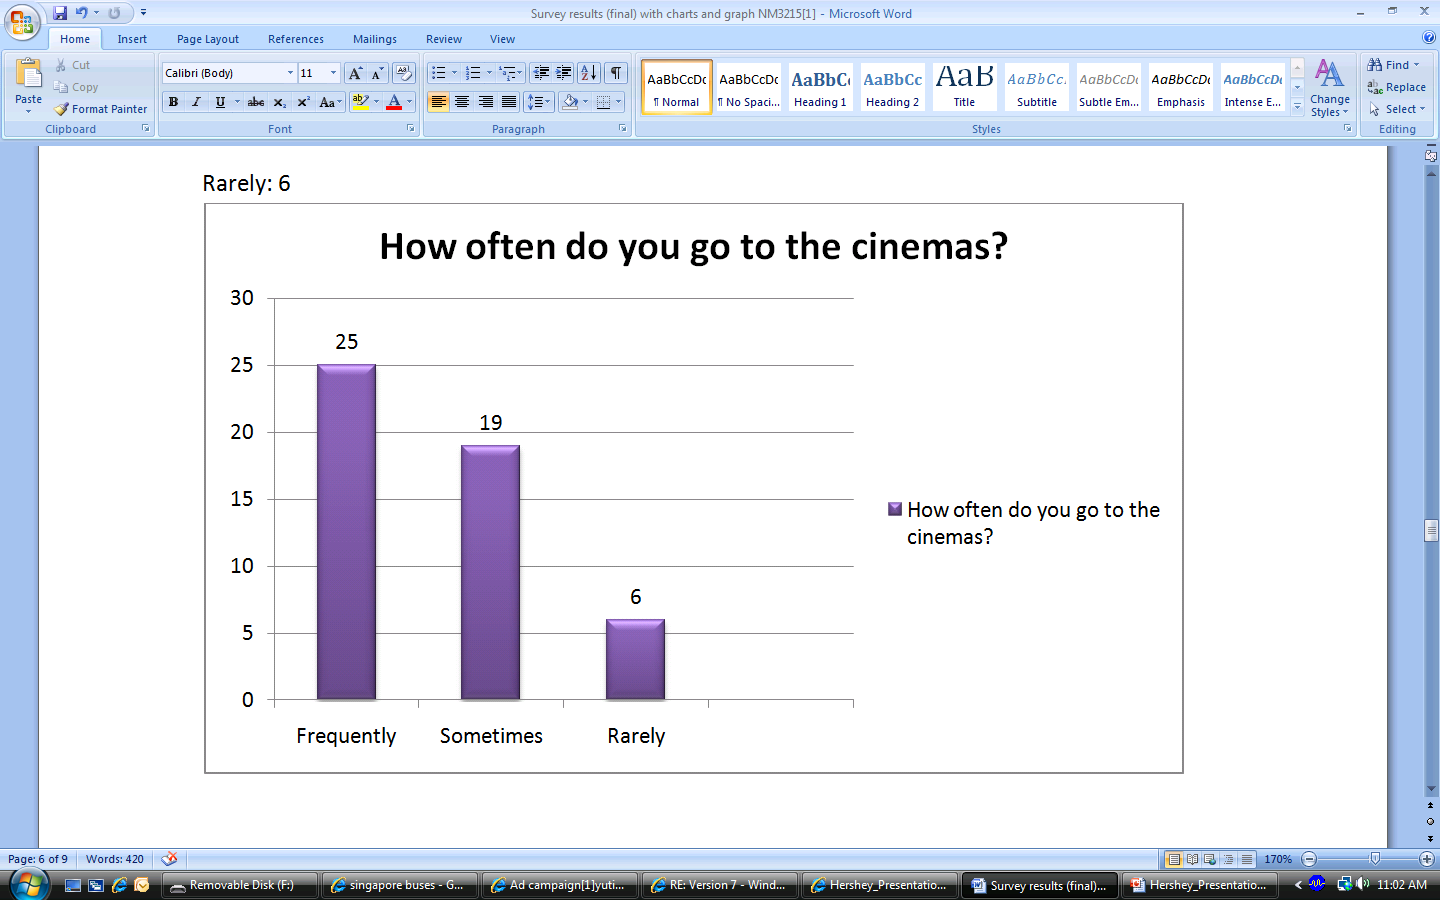 Survey results (final) with charts and graph NM3215[1] - Microsoft Word
Home Insert Page Layout References Mailings Review View
Paste
Cut
Copy
Format Painter
Clipboard
Calibri (Body) 11
B I U abc x₂ x² Aa
Font
Paragraph
AaBbCcDc AaBbCcDc AaBbCc AaBbCc AaB AaBbCc. AaBbCcDc AaBbCcDc AaBbCcDc
¶ Normal ¶ No Spaci... Heading 1 Heading 2 Title Subtitle Subtle Em... Emphasis Intense E...
Change Styles
Styles
Find
Replace
Select
Editing
Rarely: 6
How often do you go to the cinemas?
30
25
20
15
10
5
0
25
19
6
Frequently Sometimes Rarely
How often do you go to the
cinemas?
Page: 6 of 9 Words: 420 170%
Removable Disk (F:) singapore buses - G... Ad campaign[1]yuti... RE: Version 7 - Wind... Hershey_Presentatio... Survey results (final)... Hershey_Presentatio... 11:02 AM